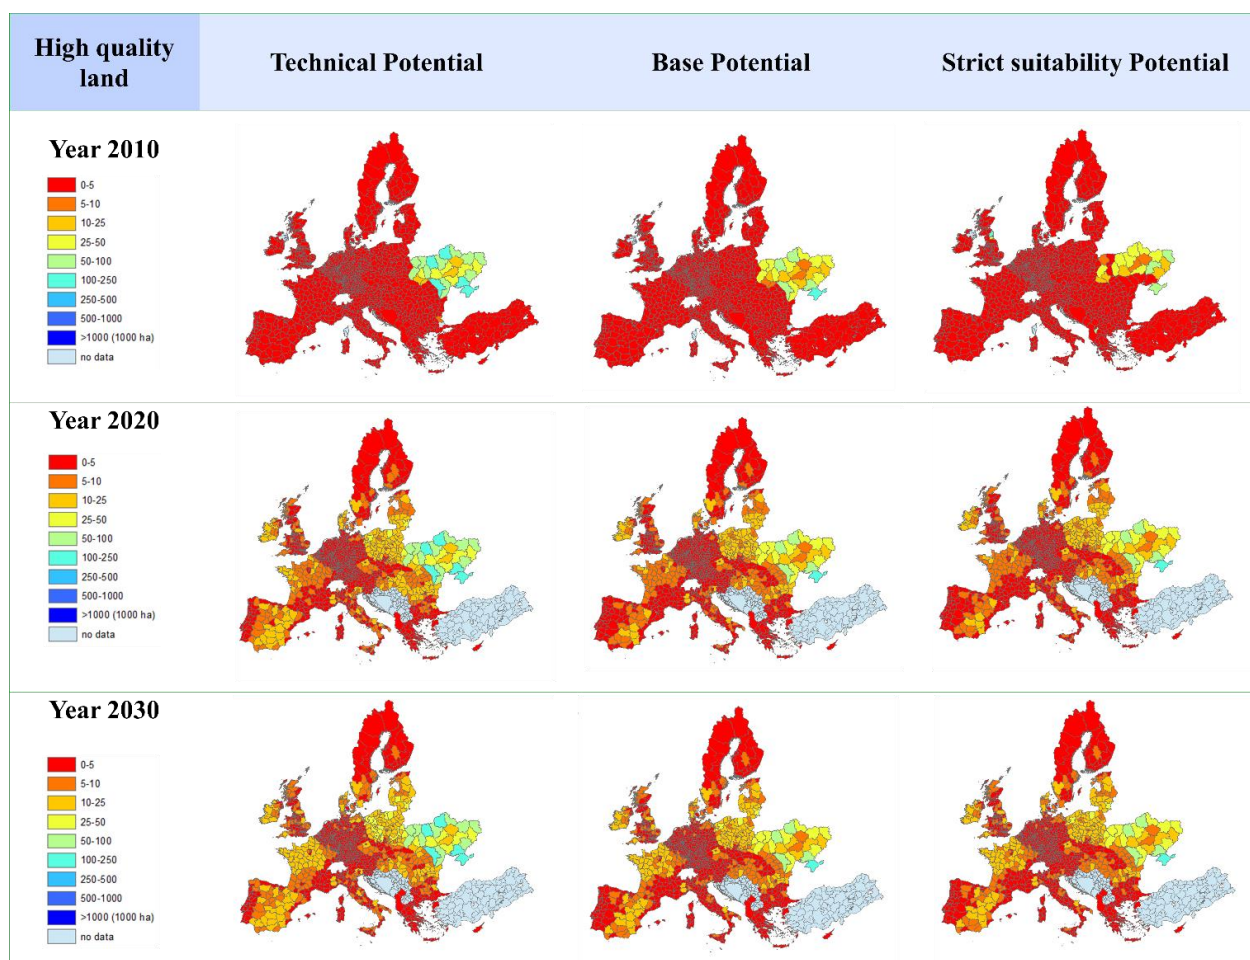 High quality
land
Technical Potential
Base Potential
Strict suitability Potential
Year 2010
0-5
5-10
10-25
25-50
50-100
100-250
250-500
500-1000
>1000 (1000 ha)
no data
Year 2020
0-5
5-10
10-25
25-50
50-100
100-250
250-500
500-1000
>1000 (1000 ha)
no data
Year 2030
0-5
5-10
10-25
25-50
50-100
100-250
250-500
500-1000
>1000 (1000 ha)
no data